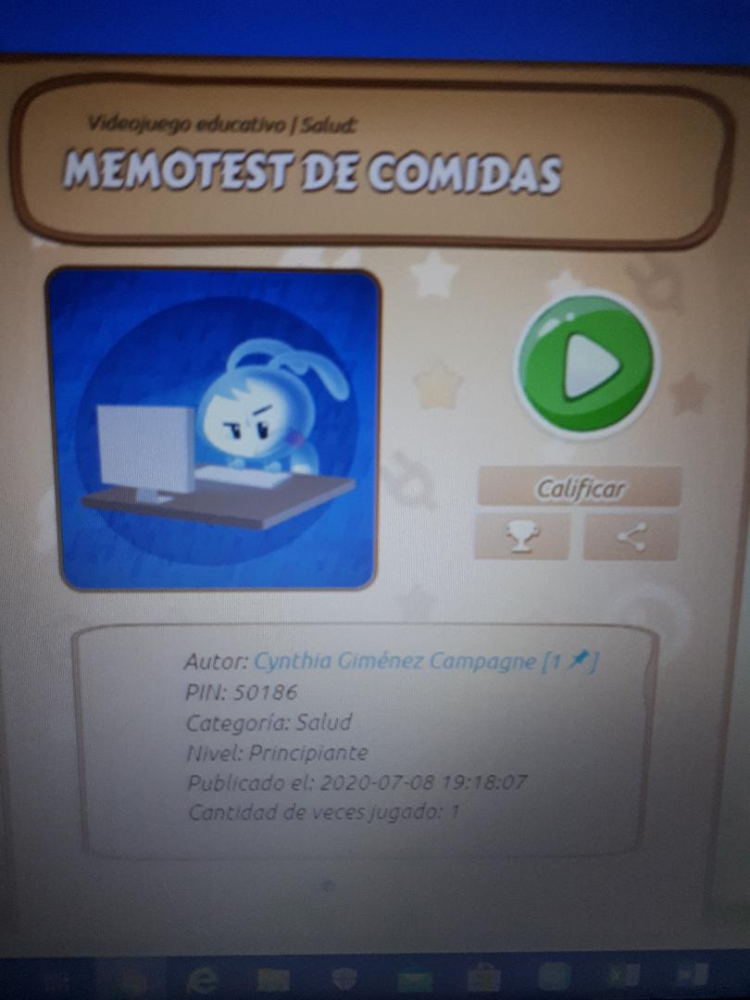 Videojuego educativo | Salud:
MEMOTEST DE COMIDAS
Calificar
Autor: Cynthia Giménez Campagne [1]
PIN: 50186
Categoría: Salud
Nivel: Principiante
Publicado el: 2020-07-08 19:18:07
Cantidad de veces jugado: 1